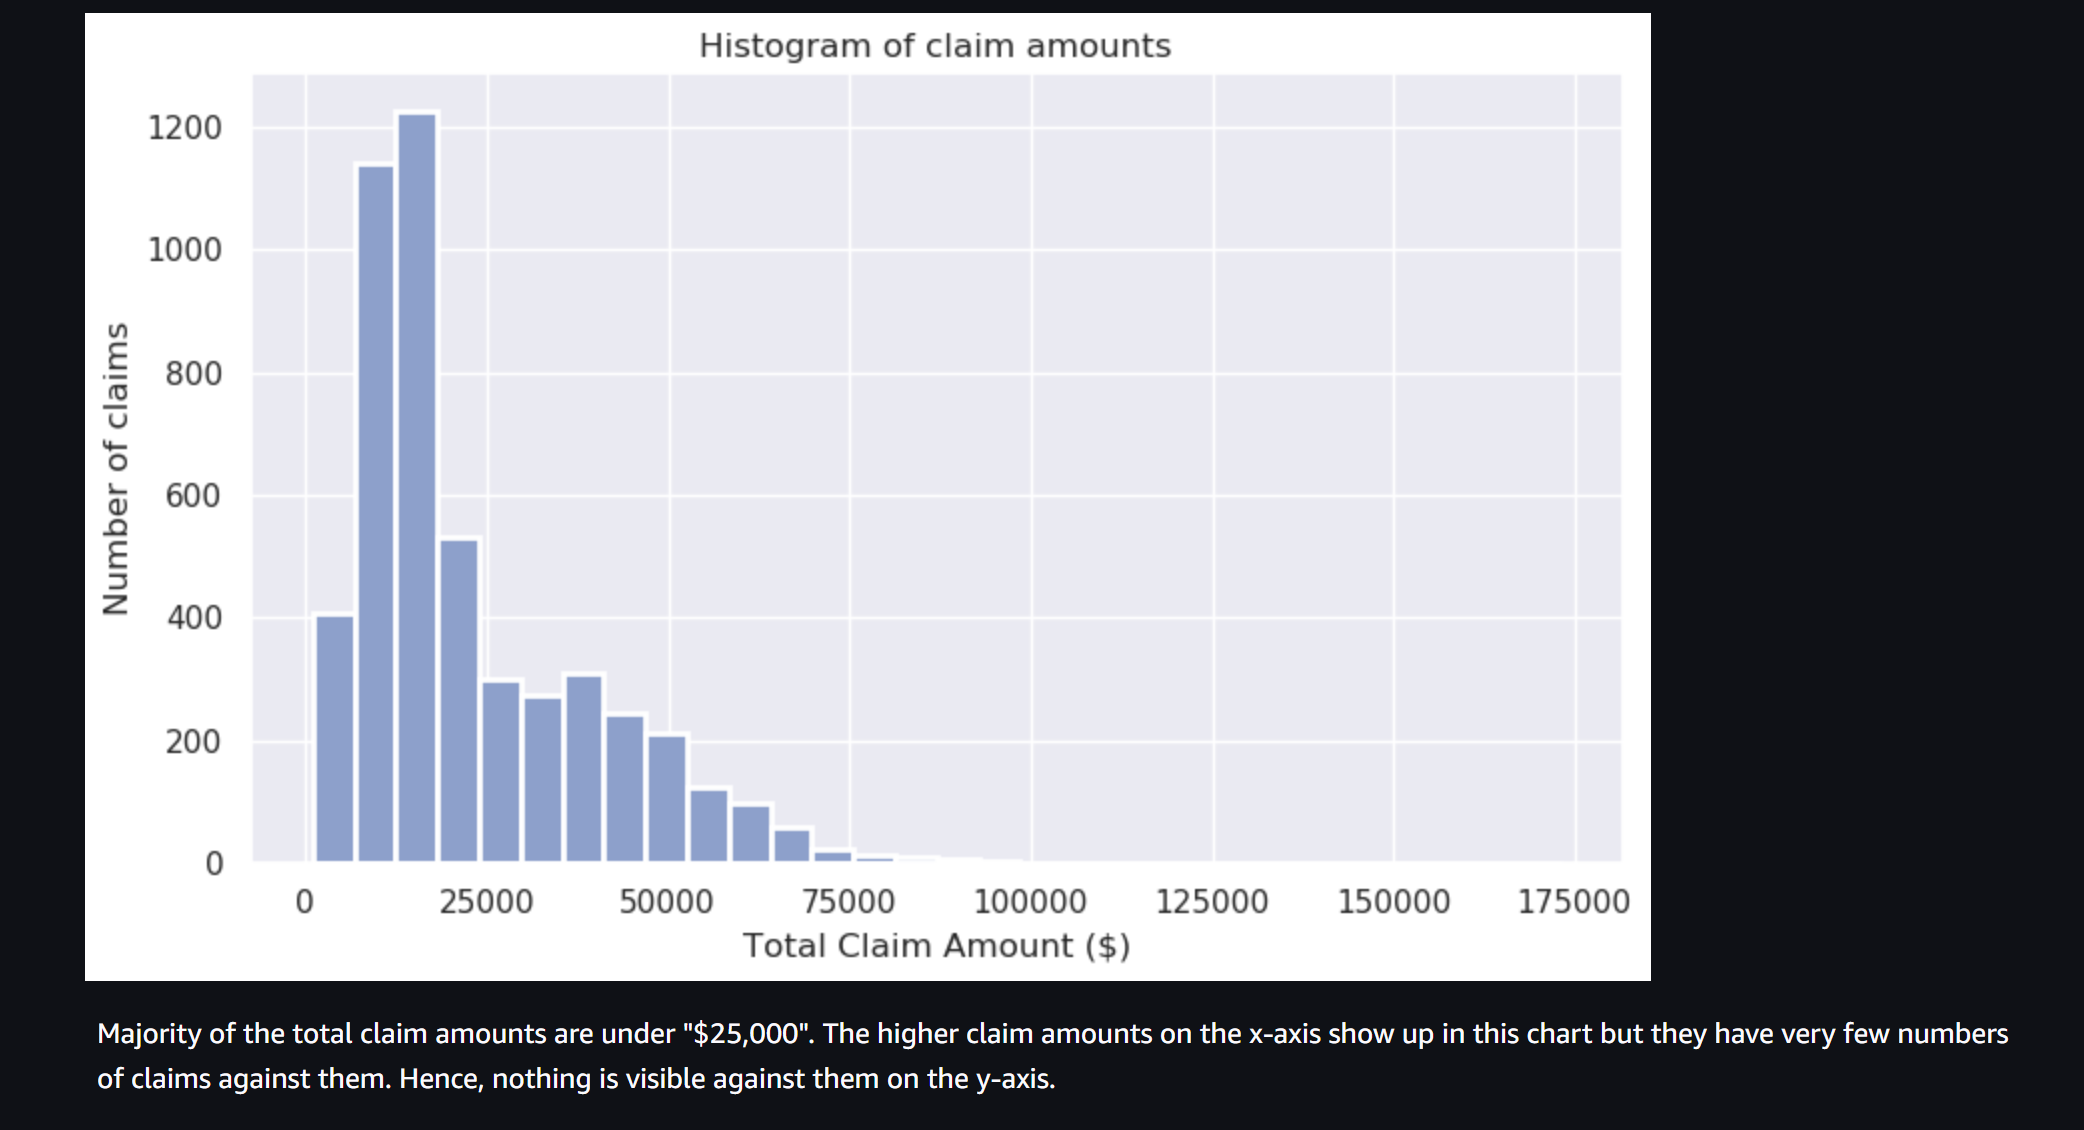 Histogram of claim amounts
1200
1000
800
600
400
200
0
Number of claims
0 25000 50000 75000 100000 125000 150000 175000
Total Claim Amount ($)
Majority of the total claim amounts are under "$25,000". The higher claim amounts on the x-axis show up in this chart but they have very few numbers
of claims against them. Hence, nothing is visible against them on the y-axis.